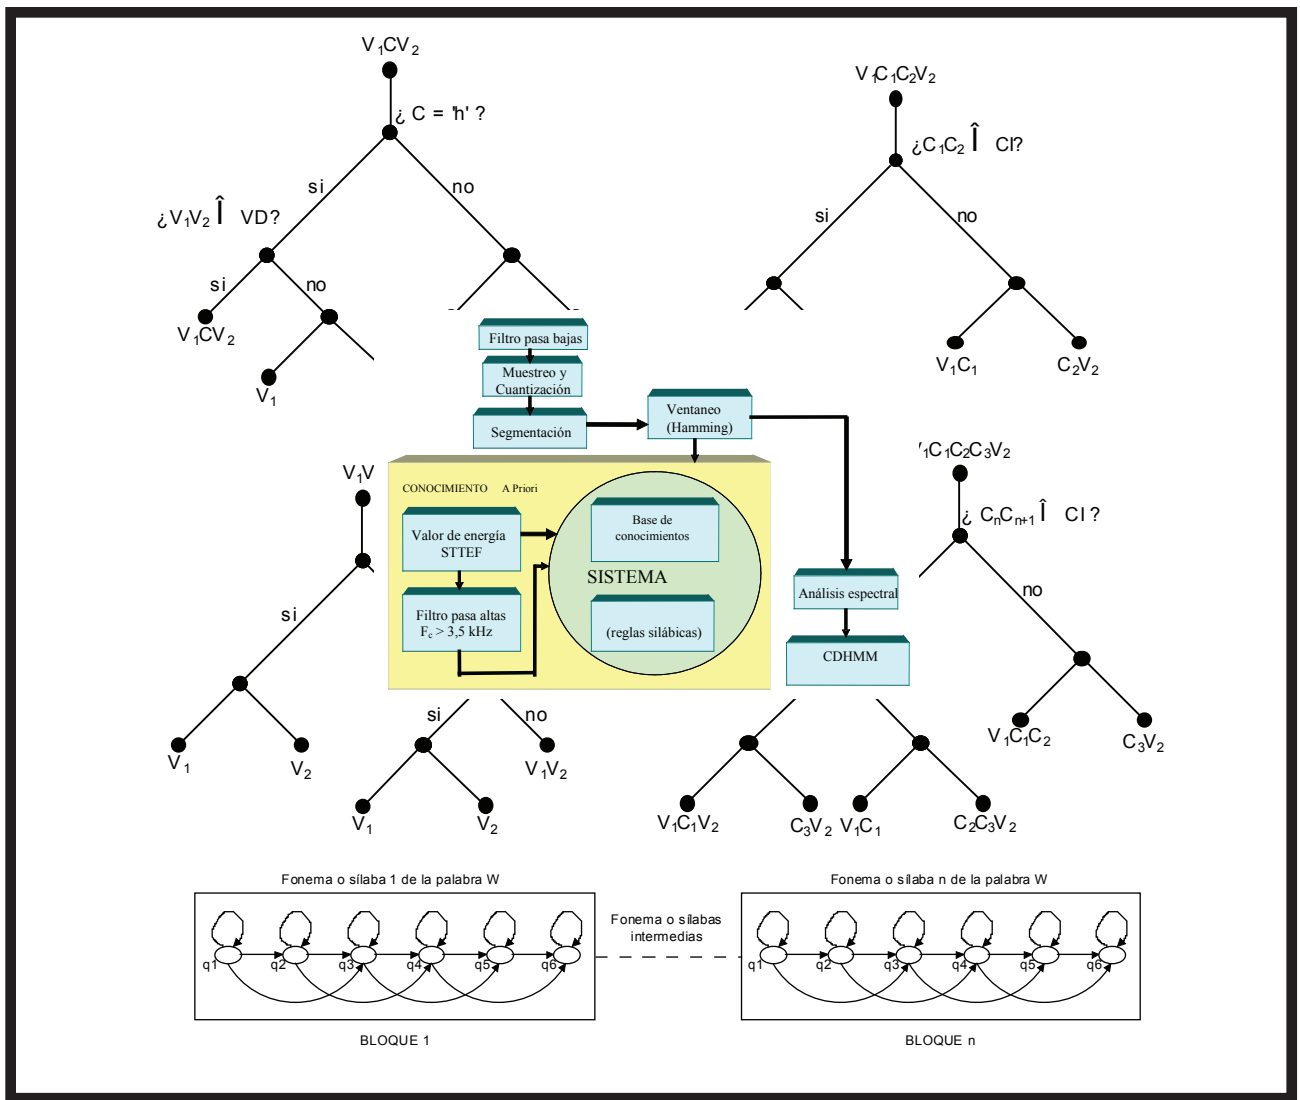 V₁CV₂
¿ C = 'h' ?
si
no
¿V₁V₂ Î VD?
si
no
V₁CV₂
V₁
V₁C₁C₂V₂
¿C₁C₂ Î CI?
si
no
V₁C₁
C₂V₂
Filtro pasa bajas
Muestreo y
Cuantización
Segmentación
Ventaneo
(Hamming)
CONOCIMIENTO A Priori
Valor de energía
STTEF
Filtro pasa altas
F꜀ > 3,5 kHz
Base de
conocimientos
SISTEMA
(reglas silábicas)
Análisis espectral
CDHMM
V₁V
si
V₁
V₂
si
no
V₁V₂
V₁
V₂
V₁C₁C₂C₃V₂
¿ CₙCₙ₊₁ Î CI ?
no
V₁C₁C₂
C₃V₂
V₁C₁V₂
C₃V₂
V₁C₁
C₂C₃V₂
Fonema o sílaba 1 de la palabra W
q1 q2 q3 q4 q5 q6
BLOQUE 1
Fonema o sílabas
intermedias
Fonema o sílaba n de la palabra W
q1 q2 q3 q4 q5 q6
BLOQUE n